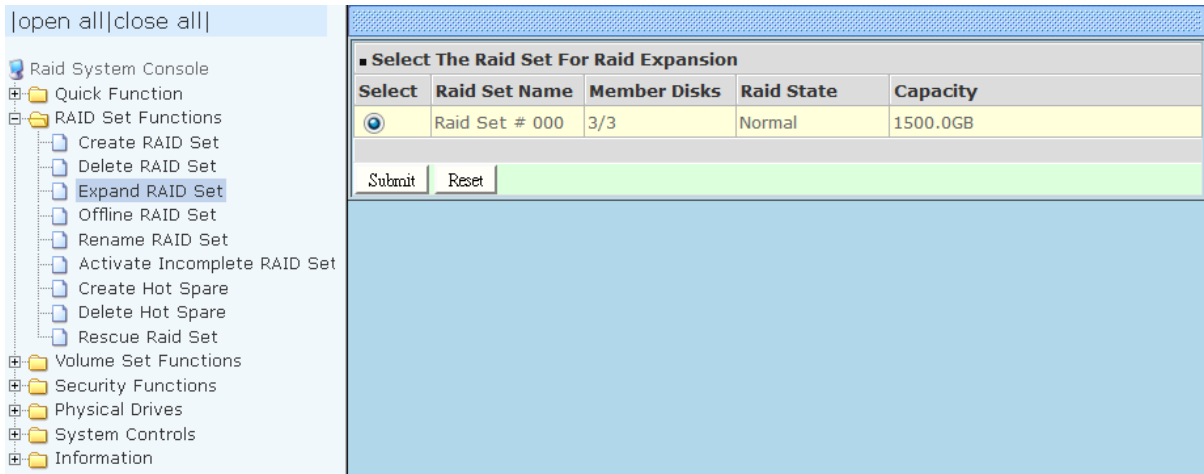 |open all|close all|
Raid System Console
Quick Function
RAID Set Functions
Create RAID Set
Delete RAID Set
Expand RAID Set
Offline RAID Set
Rename RAID Set
Activate Incomplete RAID Set
Create Hot Spare
Delete Hot Spare
Rescue Raid Set
Volume Set Functions
Security Functions
Physical Drives
System Controls
Information
Select The Raid Set For Raid Expansion
Select Raid Set Name Member Disks Raid State Capacity
Raid Set # 000 3/3 Normal 1500.0GB
Submit Reset